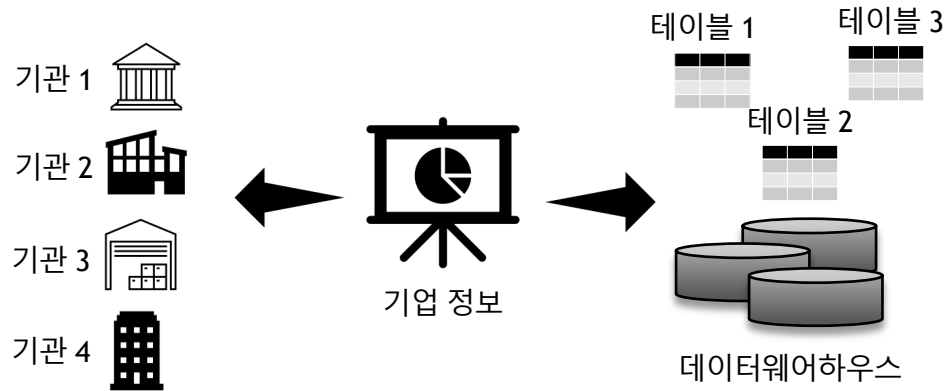 기관 1
기관 2
기관 3
기관 4
기업 정보
테이블 1
테이블 3
테이블 2
데이터웨어하우스